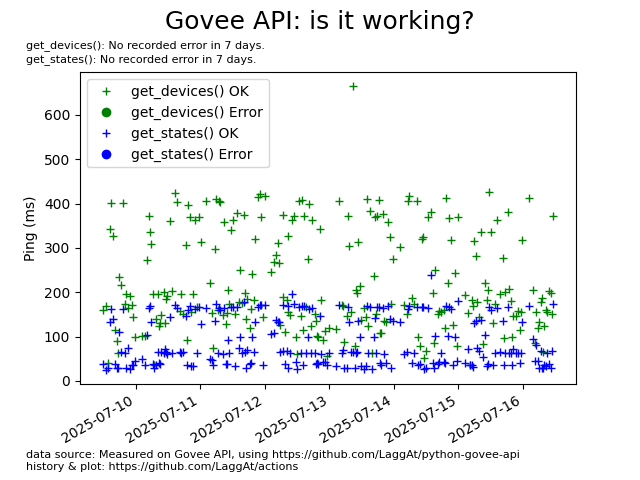 Govee API: is it working?
get_devices(): No recorded error in 7 days.
get_states(): No recorded error in 7 days.
get_devices() OK
get_devices() Error
get_states() OK
get_states() Error
Ping (ms)
600
500
400
300
200
100
0
2025-07-10
2025-07-11
2025-07-12
2025-07-13
2025-07-14
2025-07-15
2025-07-16
data source: Measured on Govee API, using https://github.com/LaggAt/python-govee-api
history & plot: https://github.com/LaggAt/actions